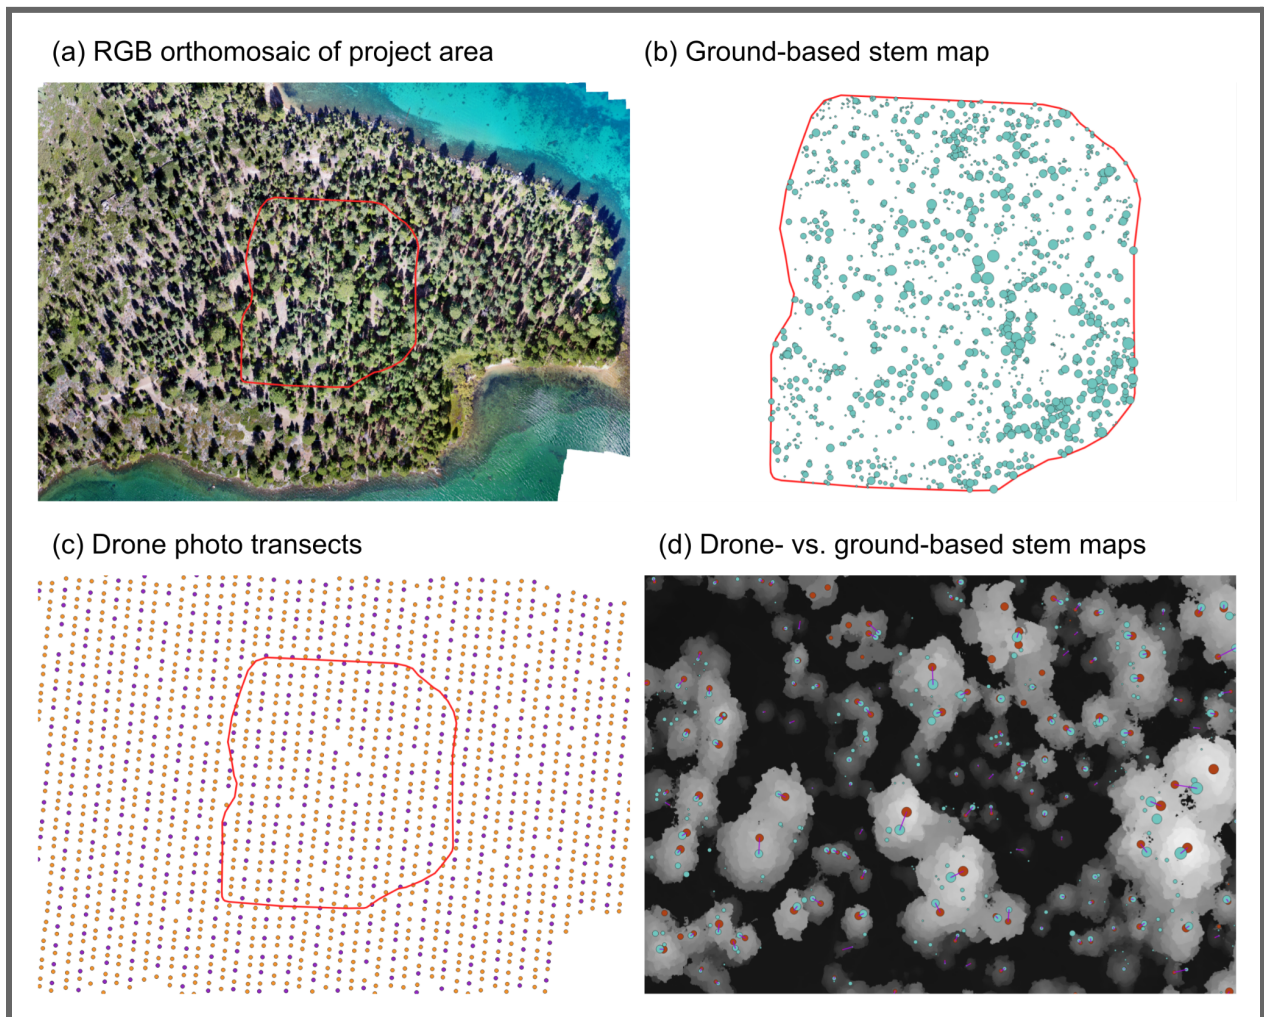 (a) RGB orthomosaic of project area
(b) Ground-based stem map
(c) Drone photo transects
(d) Drone- vs. ground-based stem maps